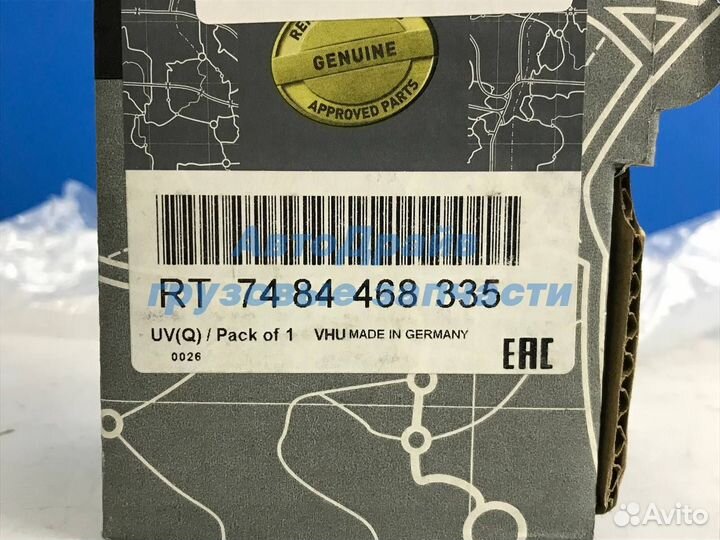 GENUINE
APPROVED PARTS
АвтоДрайв
RT 74 84 468 335
грузовые запчасти
UV(Q) / Pack of 1 VHU MADE IN GERMANY
0026
EAC
Avito